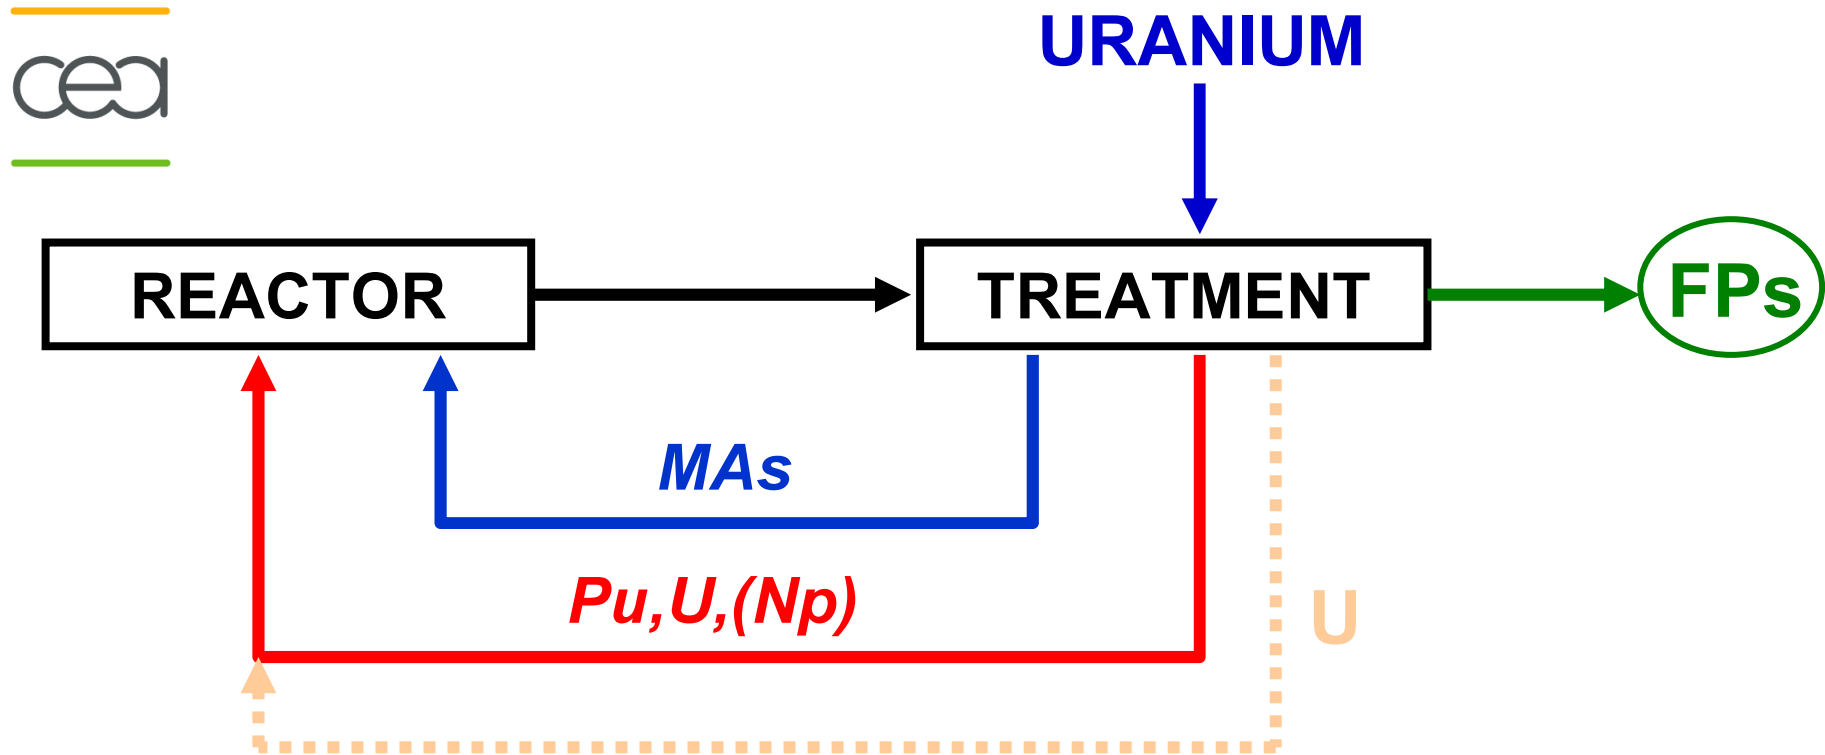 cea
URANIUM
REACTOR
TREATMENT
FPs
MAs
Pu,U,(Np)
U